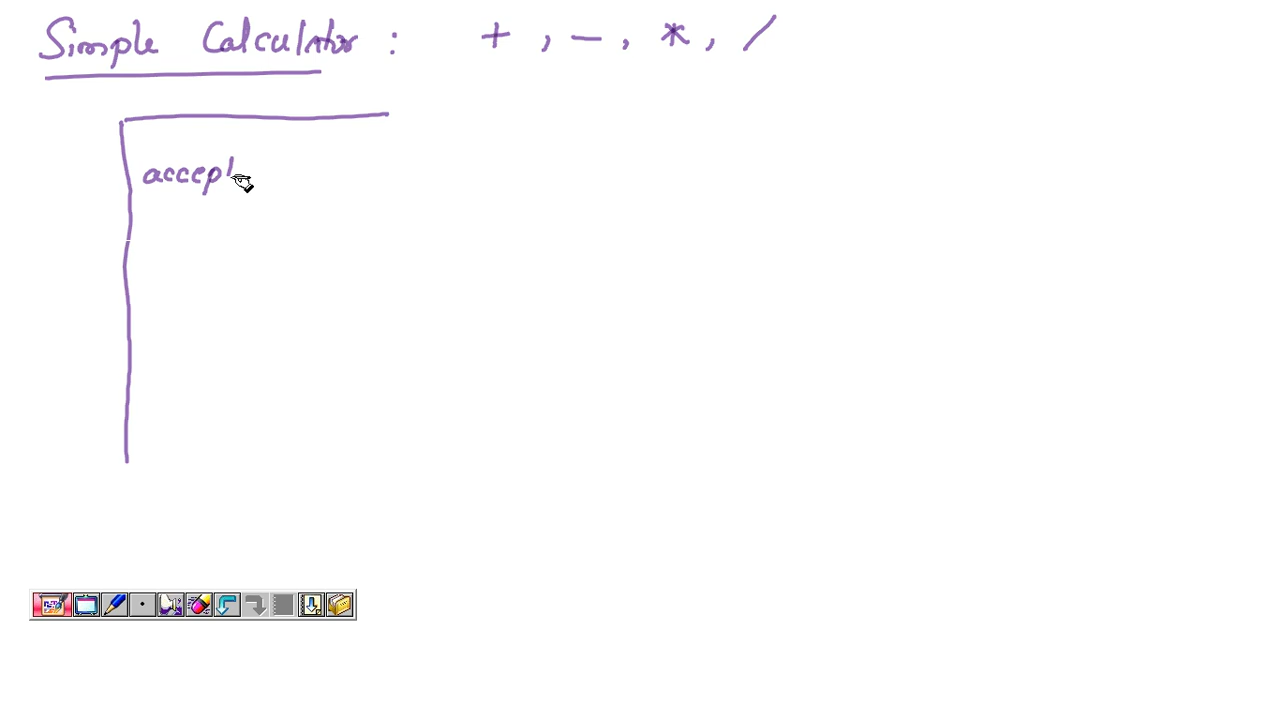 Simple Calculator : + , - , * , /
accept